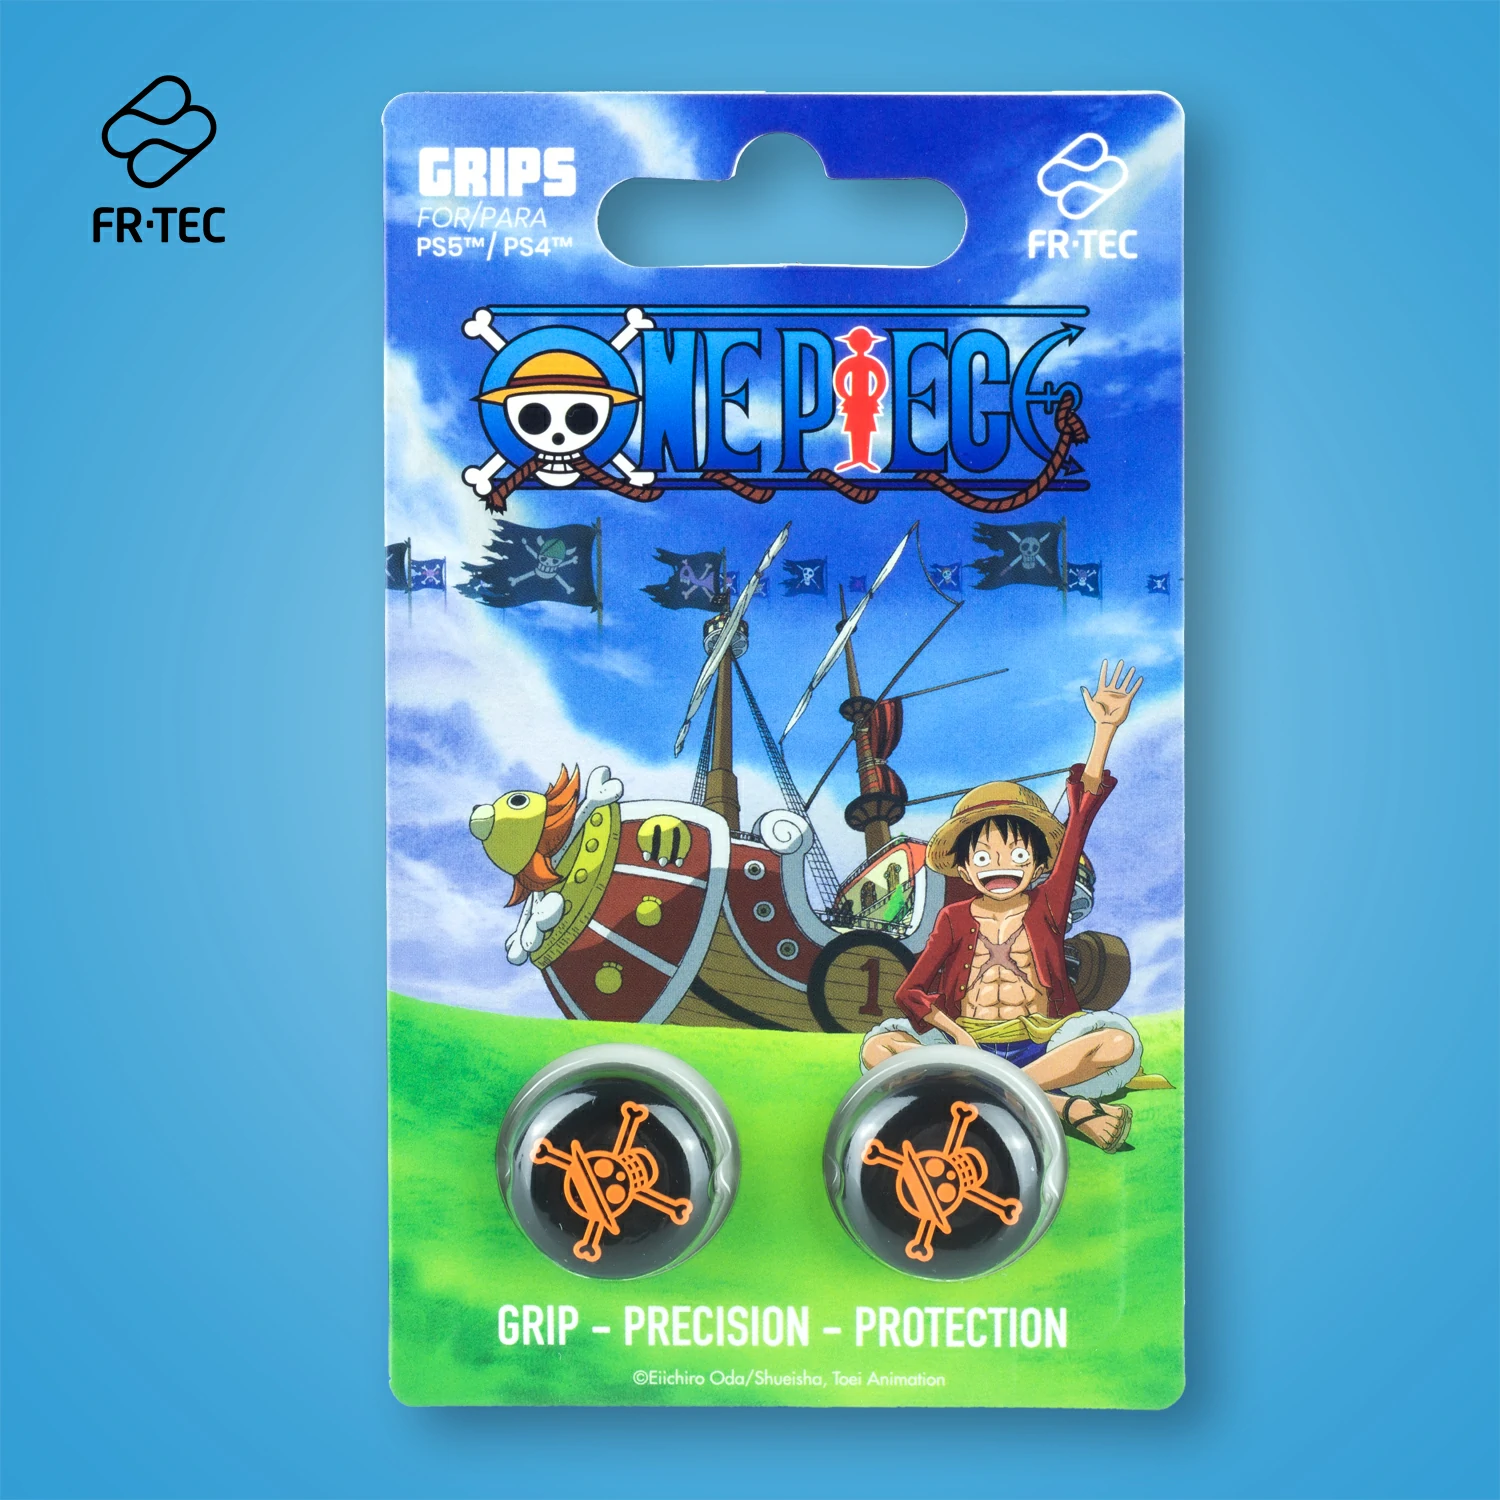 FR·TEC
GRIPS
FOR/PARA
PS5™/ PS4™
FR·TEC
ONE PIECE
1
GRIP - PRECISION - PROTECTION
©Eiichiro Oda/Shueisha, Toei Animation